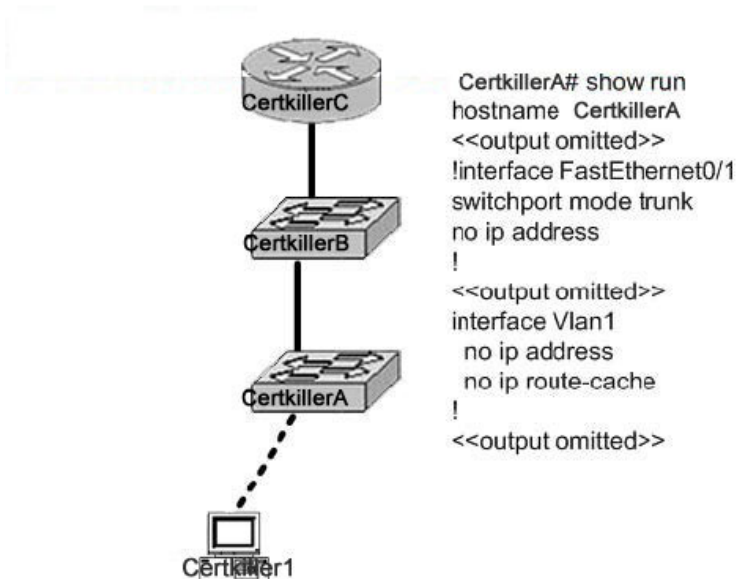 CertkillerC
CertkillerB
CertkillerA
Certkiller1
CertkillerA# show run
hostname CertkillerA
<<output omitted>>
!interface FastEthernet0/1
switchport mode trunk
no ip address
!
<<output omitted>>
interface Vlan1
no ip address
no ip route-cache
!
<<output omitted>>